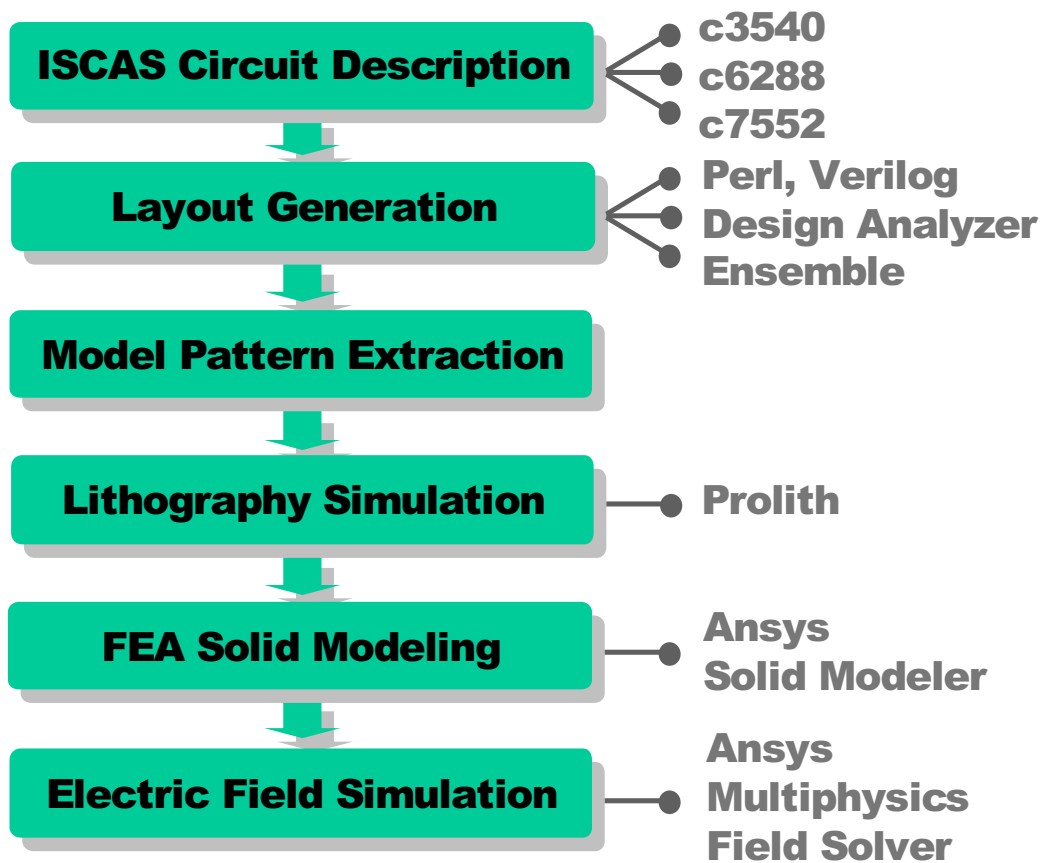 ISCAS Circuit Description
c3540
c6288
c7552
Layout Generation
Perl, Verilog
Design Analyzer
Ensemble
Model Pattern Extraction
Lithography Simulation
Prolith
FEA Solid Modeling
Ansys
Solid Modeler
Electric Field Simulation
Ansys
Multiphysics
Field Solver